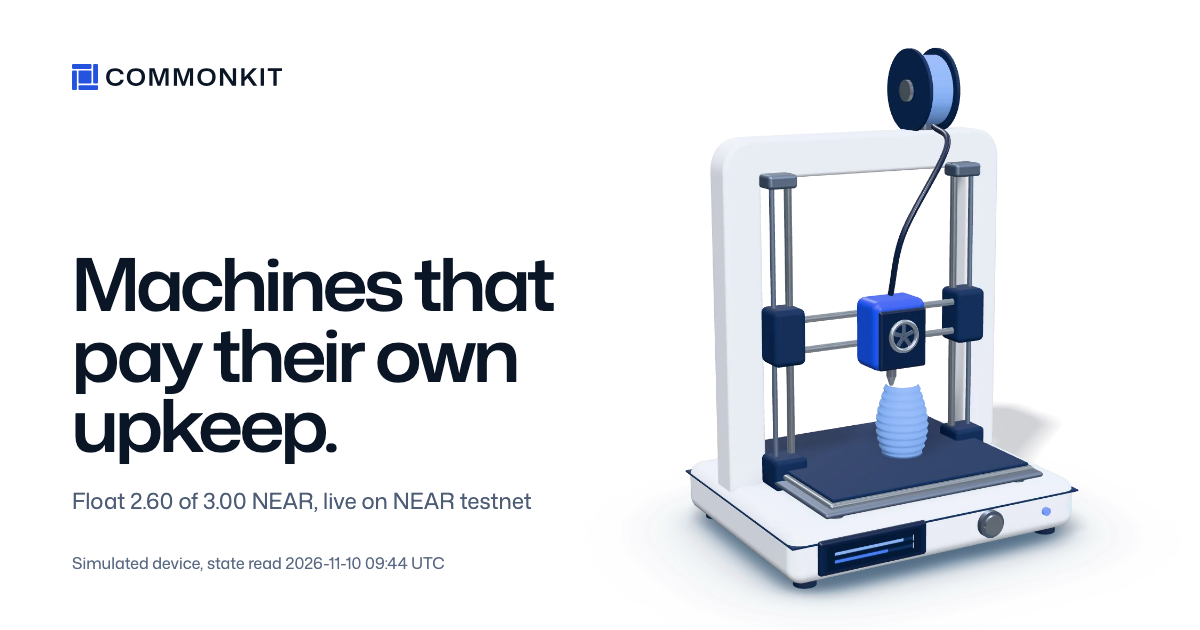 COMMONKIT
Machines that
pay their own
upkeep.
Float 2.60 of 3.00 NEAR, live on NEAR testnet
Simulated device, state read 2026-11-10 09:44 UTC